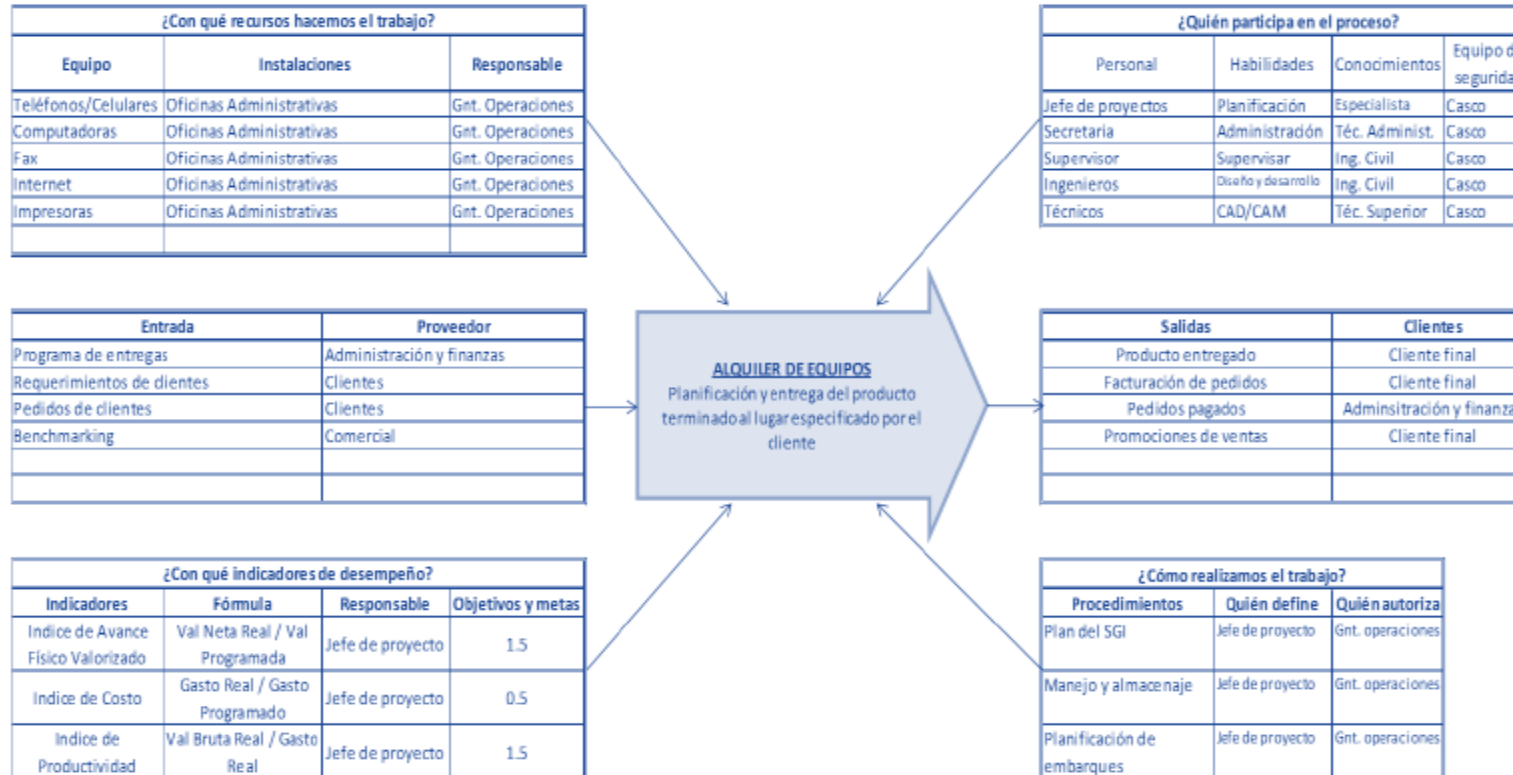 ¿Con qué recursos hacemos el trabajo?
Equipo Instalaciones Responsable
Teléfonos/Celulares Oficinas Administrativas Gnt. Operaciones
Computadoras Oficinas Administrativas Gnt. Operaciones
Fax Oficinas Administrativas Gnt. Operaciones
Internet Oficinas Administrativas Gnt. Operaciones
Impresoras Oficinas Administrativas Gnt. Operaciones
¿Quién participa en el proceso?
Personal Habilidades Conocimientos Equipo d
segurida
Jefe de proyectos Planificación Especialista Casco
Secretaria Administración Téc. Administ. Casco
Supervisor Supervisar Ing. Civil Casco
Ingenieros Diseño y desarrollo Ing. Civil Casco
Técnicos CAD/CAM Téc. Superior Casco
Entrada Proveedor
Programa de entregas Administración y finanzas
Requerimientos de clientes Clientes
Pedidos de clientes Clientes
Benchmarking Comercial
ALQUILER DE EQUIPOS
Planificación y entrega del producto
terminado al lugar especificado por el
cliente
Salidas Clientes
Producto entregado Cliente final
Facturación de pedidos Cliente final
Pedidos pagados Adminsitración y finanza
Promociones de ventas Cliente final
¿Con qué indicadores de desempeño?
Indicadores Fórmula Responsable Objetivos y metas
Indice de Avance Val Neta Real / Val
Físico Valorizado Programada Jefe de proyecto 1.5
Indice de Costo Gasto Real / Gasto
Programado Jefe de proyecto 0.5
Indice de Val Bruta Real / Gasto
Productividad Real Jefe de proyecto 1.5
¿Cómo realizamos el trabajo?
Procedimientos Quién define Quién autoriza
Plan del SGI Jefe de proyecto Gnt. operaciones
Manejo y almacenaje Jefe de proyecto Gnt. operaciones
Planificación de Jefe de proyecto Gnt. operaciones
embarques